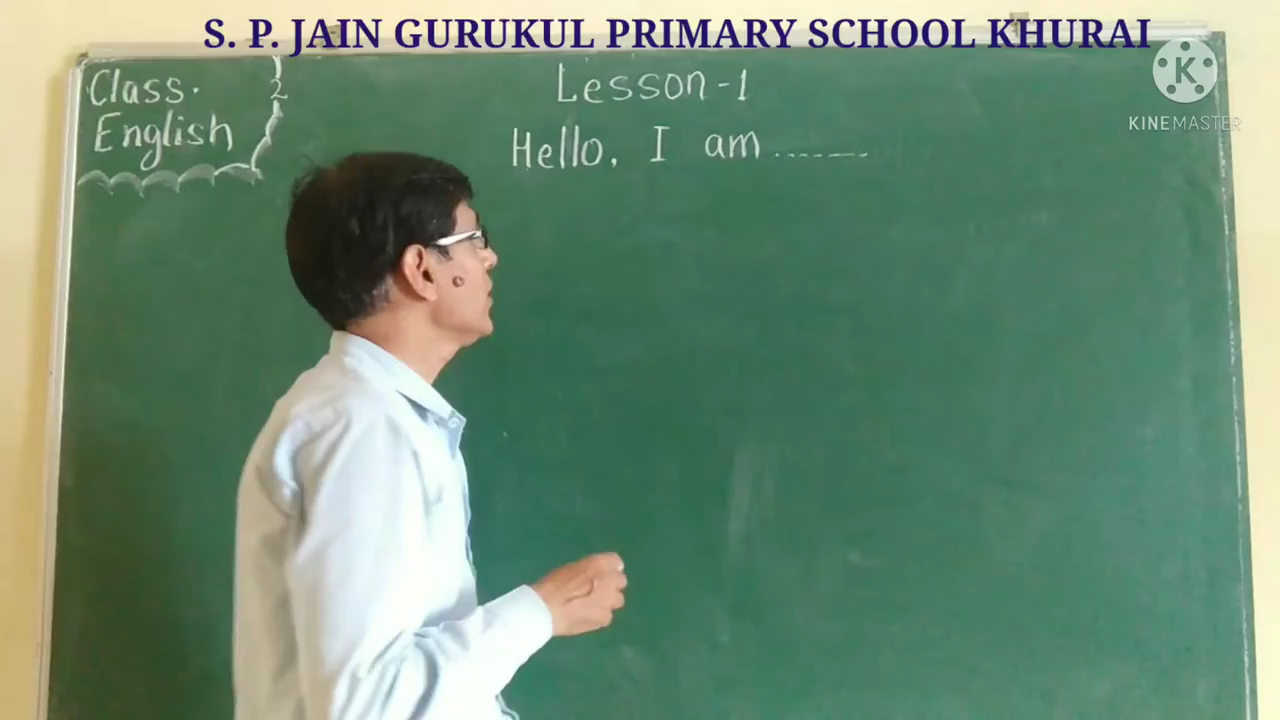 S. P. JAIN GURUKUL PRIMARY SCHOOL KHURAI
Class. 2
English
Lesson-1
Hello, I am .......
K
KINEMASTER